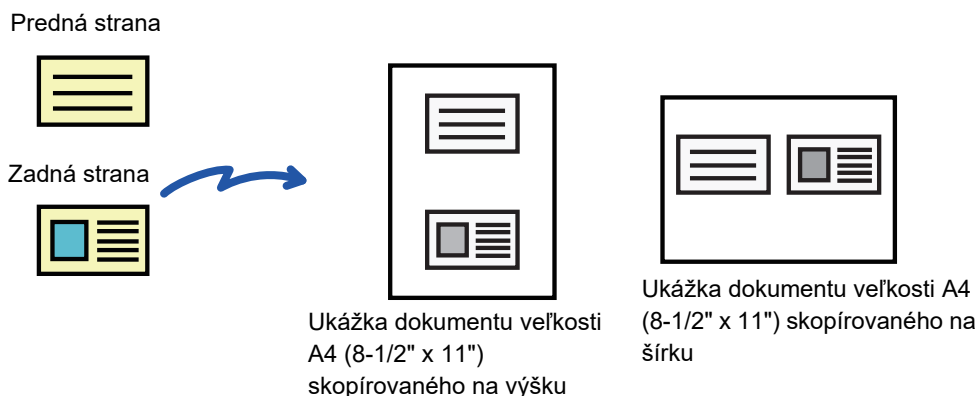 Predná strana
Zadná strana
Ukážka dokumentu veľkosti
A4 (8-1/2" x 11")
skopírovaného na výšku
Ukážka dokumentu veľkosti A4
(8-1/2" x 11") skopírovaného na
šírku